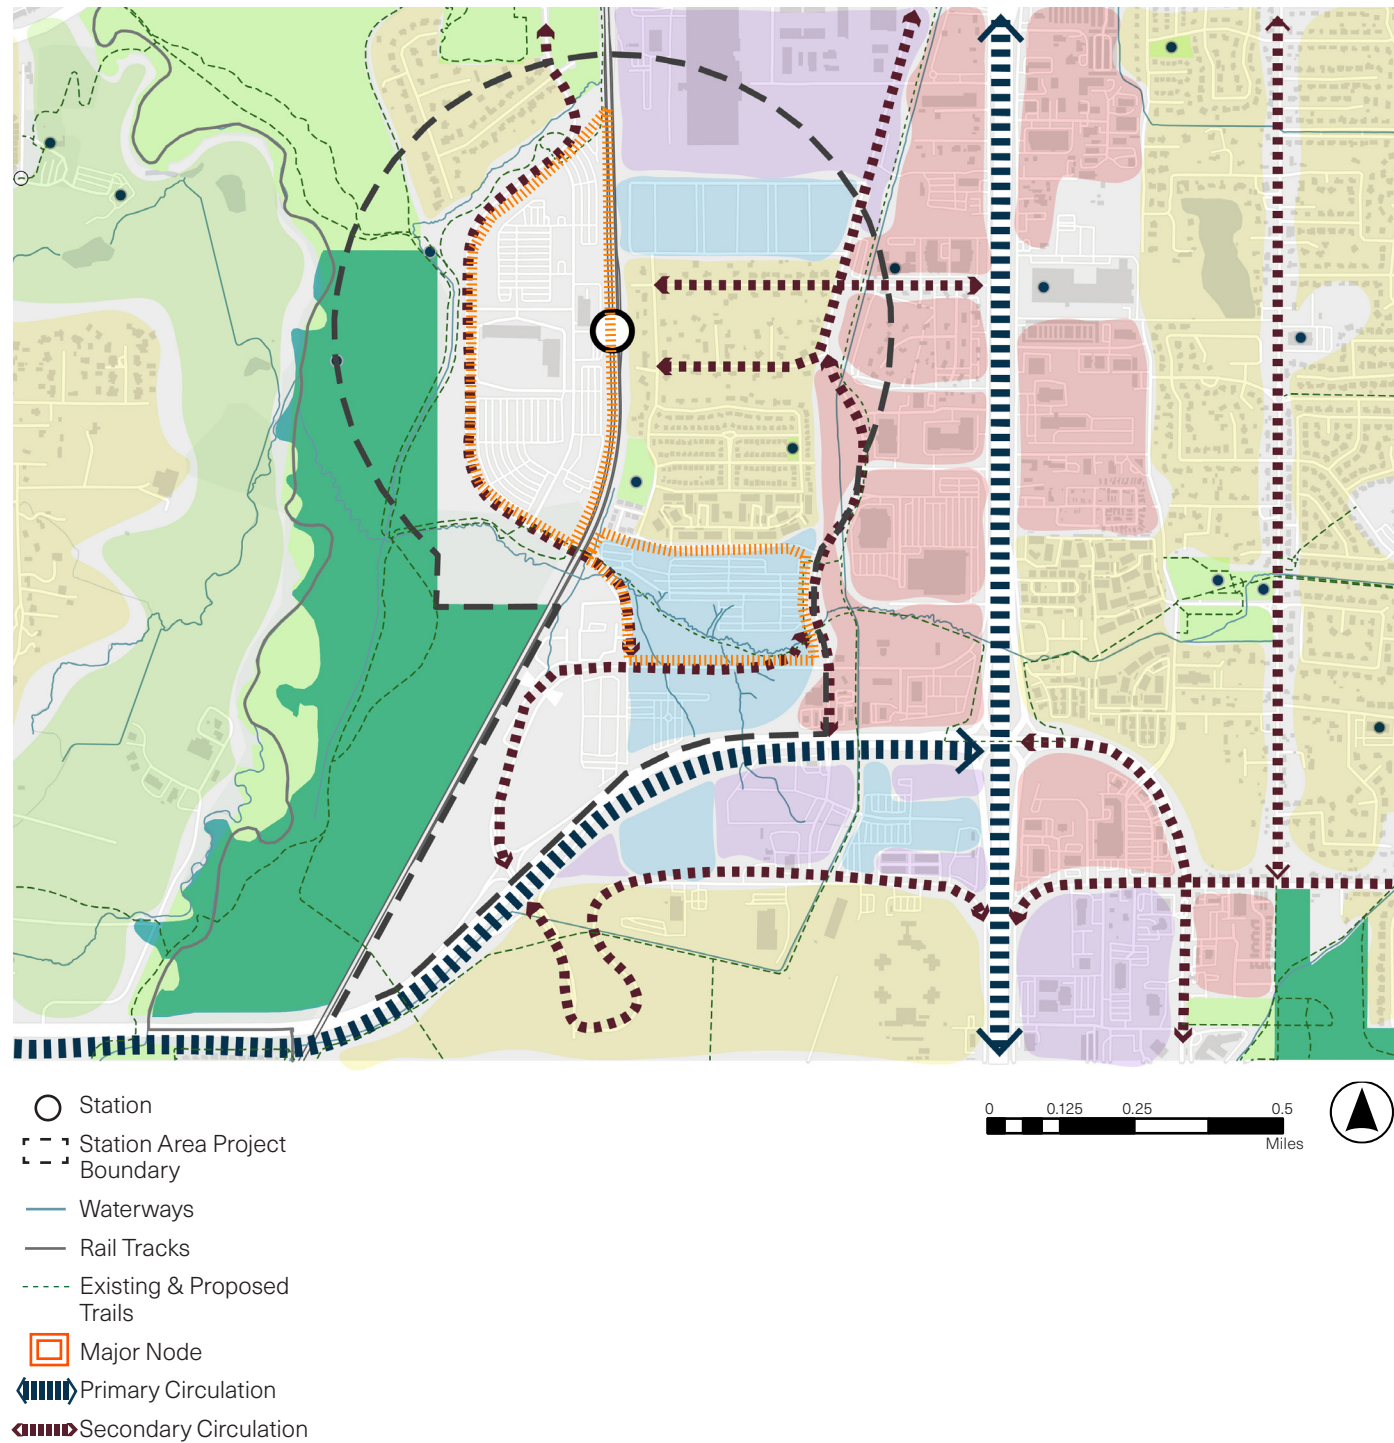 Station
Station Area Project
Boundary
Waterways
Rail Tracks
Existing & Proposed
Trails
Major Node
Primary Circulation
Secondary Circulation
0 0.125 0.25 0.5
Miles